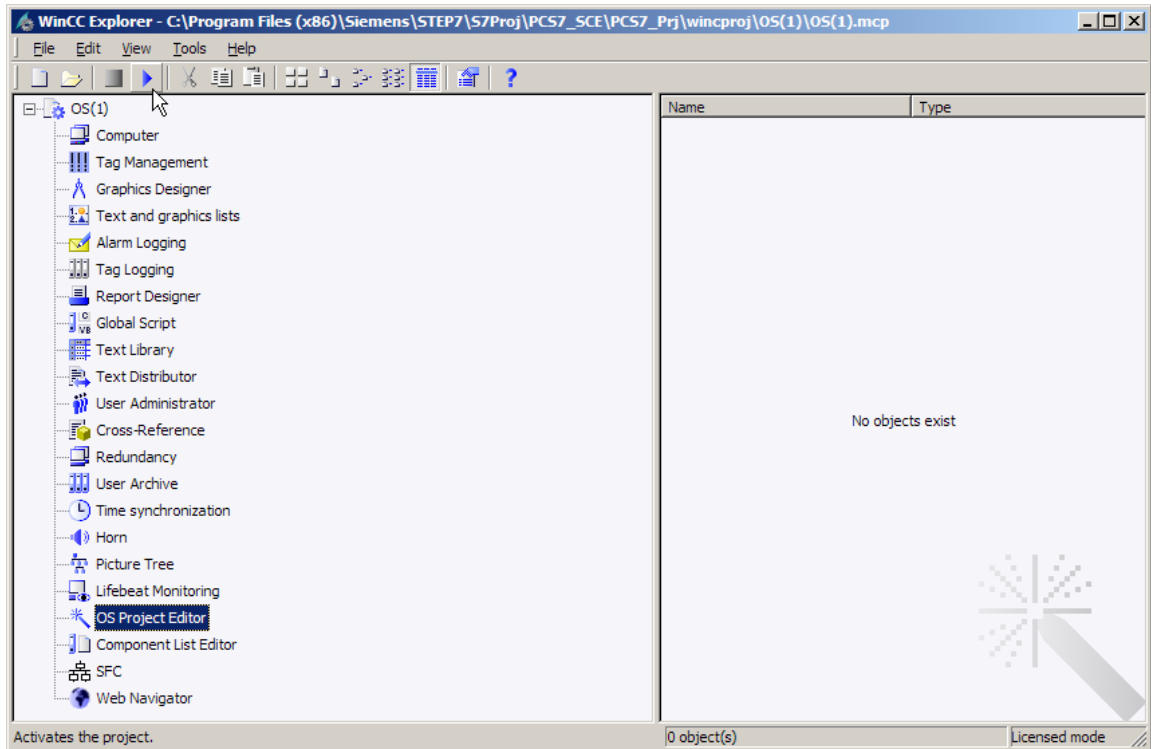 WinCC Explorer - C:\Program Files (x86)\Siemens\STEP7\S7Proj\PCS7_SCE\PCS7_Prj\wincproj\OS(1)\OS(1).mcp
File Edit View Tools Help
OS(1)
Computer
Tag Management
Graphics Designer
Text and graphics lists
Alarm Logging
Tag Logging
Report Designer
Global Script
Text Library
Text Distributor
User Administrator
Cross-Reference
Redundancy
User Archive
Time synchronization
Horn
Picture Tree
Lifebeat Monitoring
OS Project Editor
Component List Editor
SFC
Web Navigator
Name Type
No objects exist
Activates the project. 0 object(s) Licensed mode